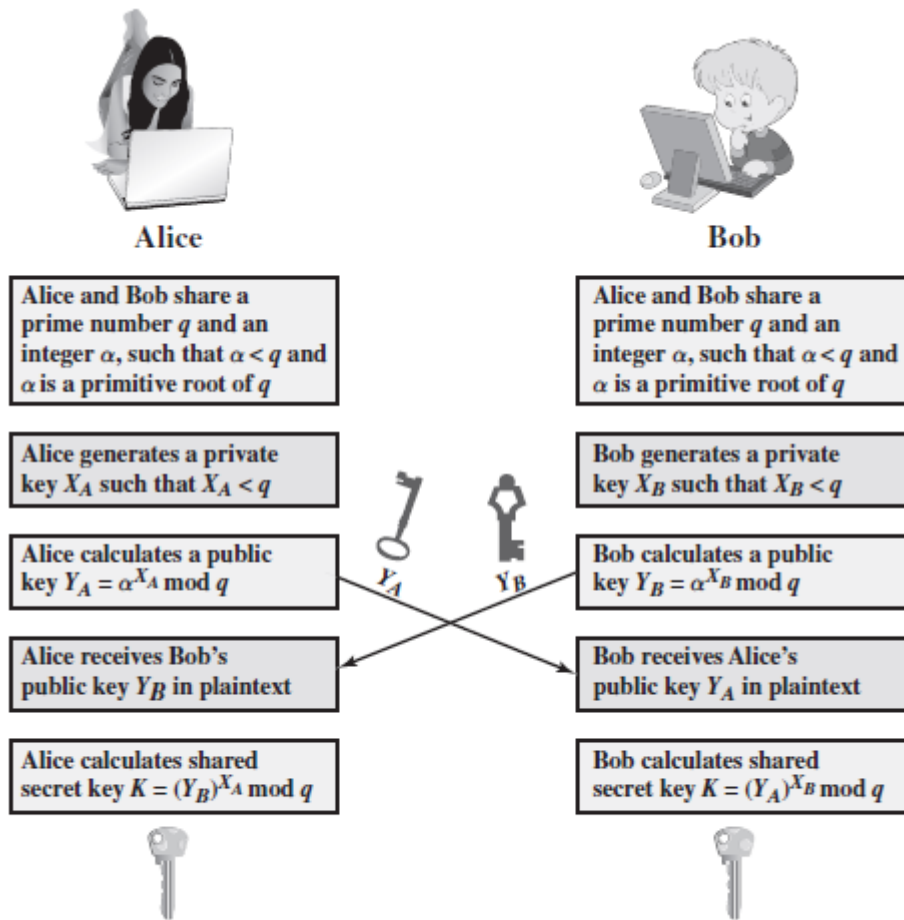 Alice
Alice and Bob share a
prime number q and an
integer α, such that α < q and
α is a primitive root of q
Alice generates a private
key X_A such that X_A < q
Alice calculates a public
key Y_A = α^{X_A} mod q
Alice receives Bob's
public key Y_B in plaintext
Alice calculates shared
secret key K = (Y_B)^{X_A} mod q
Y_A
Y_B
Bob
Alice and Bob share a
prime number q and an
integer α, such that α < q and
α is a primitive root of q
Bob generates a private
key X_B such that X_B < q
Bob calculates a public
key Y_B = α^{X_B} mod q
Bob receives Alice's
public key Y_A in plaintext
Bob calculates shared
secret key K = (Y_A)^{X_B} mod q